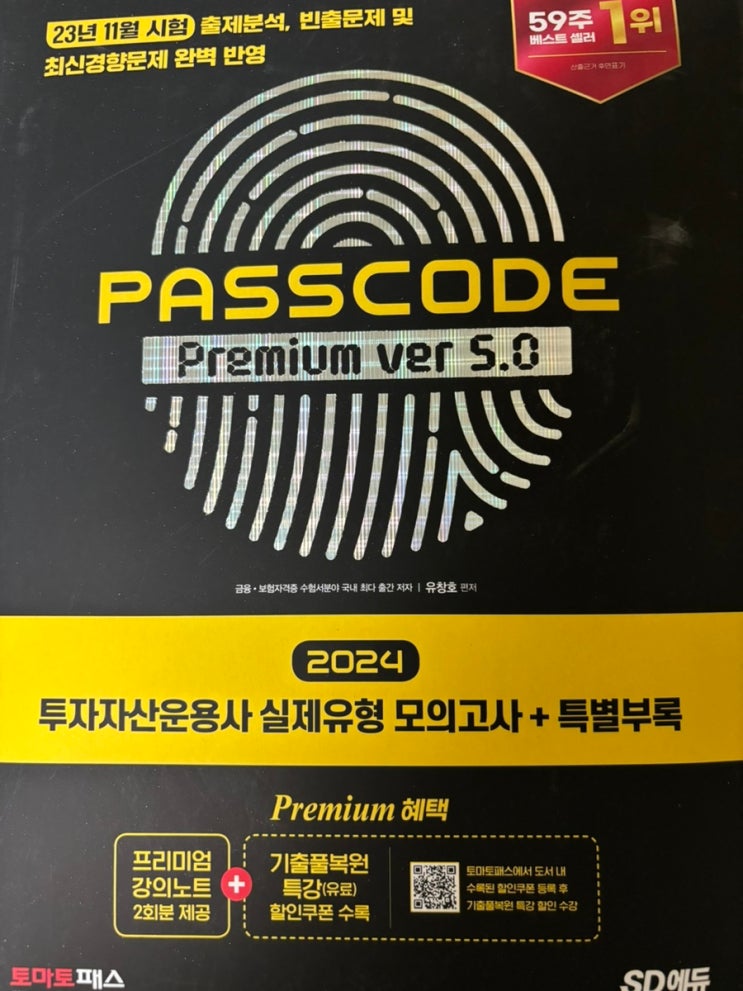 23년 11월 시험 출제분석, 빈출문제 및
최신경향문제 완벽 반영
59주 1위
베스트 셀러
산출근거 후면표기
PASSCODE
Premium ver 5.0
금융·보험자격증 수험서분야 국내 최다 출간 저자 | 유창호 편저
2024
투자자산운용사 실제유형 모의고사 + 특별부록
Premium 혜택
프리미엄
강의노트
2회분 제공
+
기출풀복원
특강(유료)
할인쿠폰 수록
토마토패스에서 도서 내
수록된 할인쿠폰 등록 후
기출풀복원 특강 할인 수강
토마토패스
SD에듀